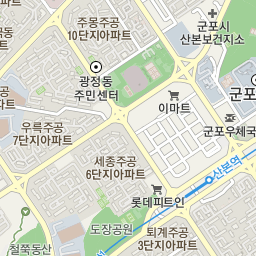 주몽주공
10단지아파트
군포시
산본보건지소
광정동
주민센터
이마트
군포
군포우체국
우륵주공
7단지아파트
세종주공
6단지아파트
산본역
롯데피트인
도장공원
퇴계주공
3단지아파트
철쭉동산